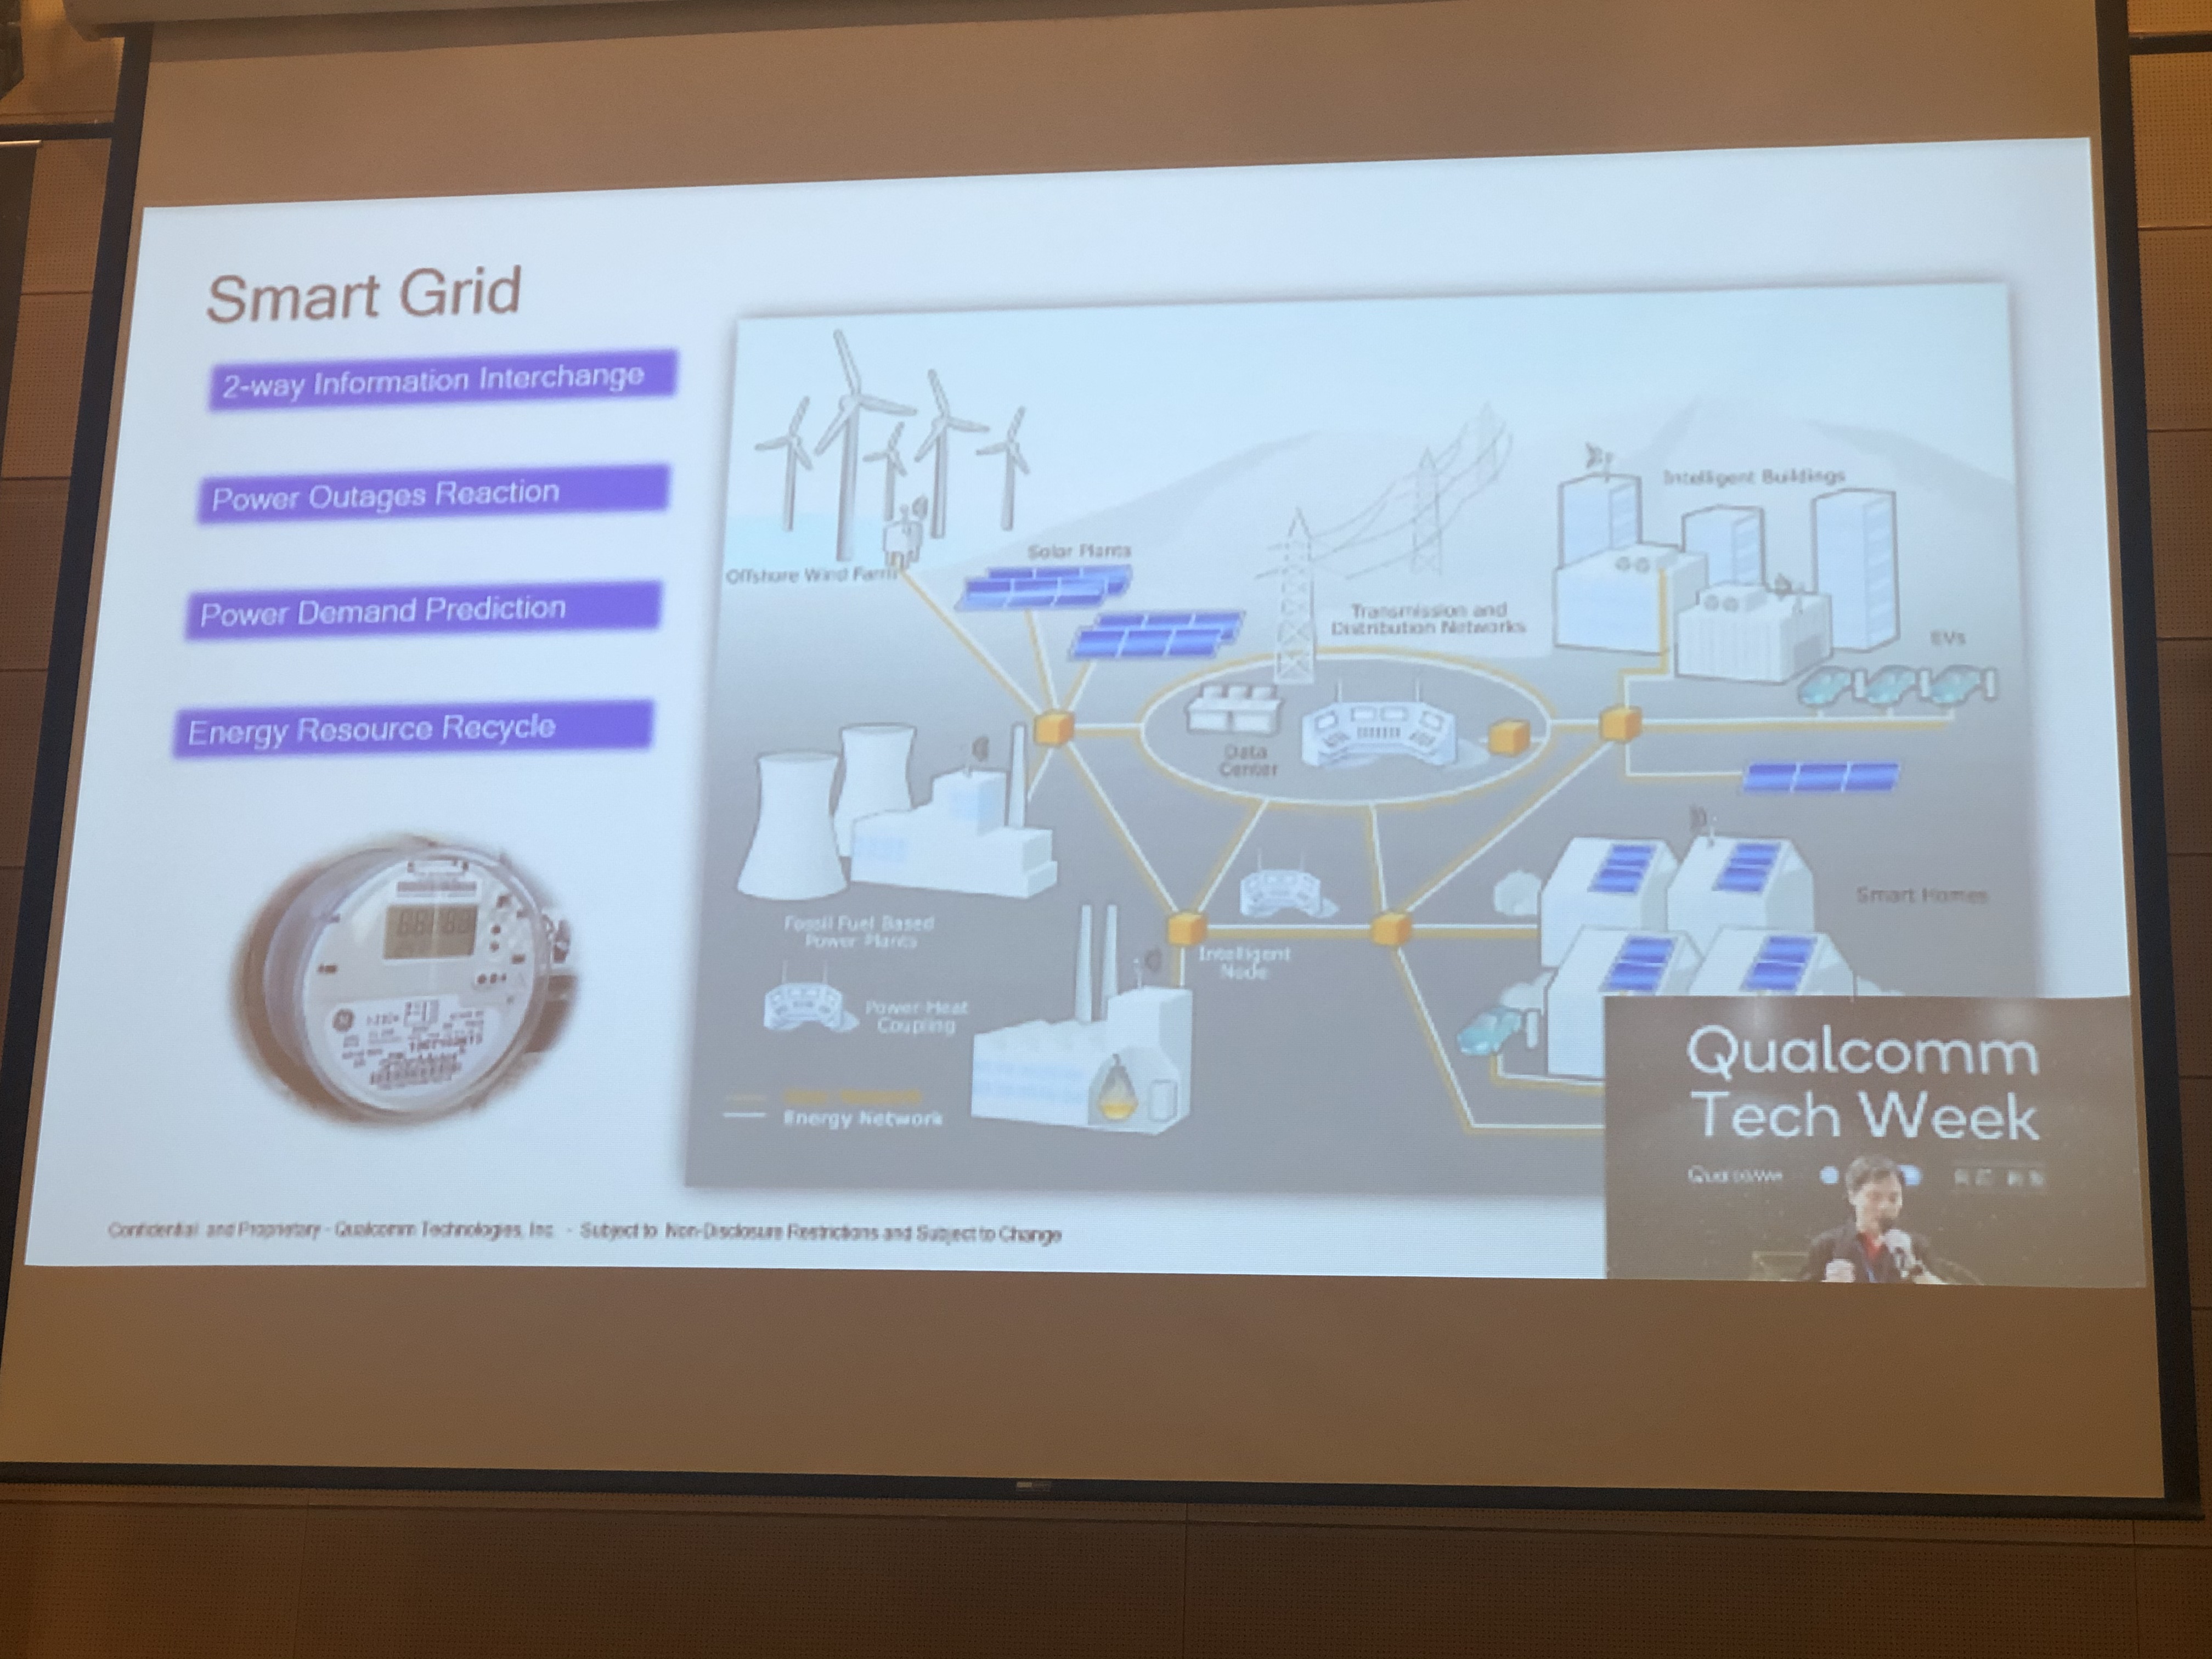 Smart Grid
2-way Information Interchange
Power Outages Reaction
Power Demand Prediction
Energy Resource Recycle
Offshore Wind Farm
Solar Plants
Transmission and
Distribution Networks
Intelligent Buildings
EVs
Data
Center
Fossil Fuel Based
Power Plants
Intelligent
Node
Smart Homes
Power-Heat
Coupling
Energy Network
Qualcomm
Tech Week
Qualcomm
Confidential and Proprietary - Qualcomm Technologies, Inc. - Subject to Non-Disclosure Restrictions and Subject to Change